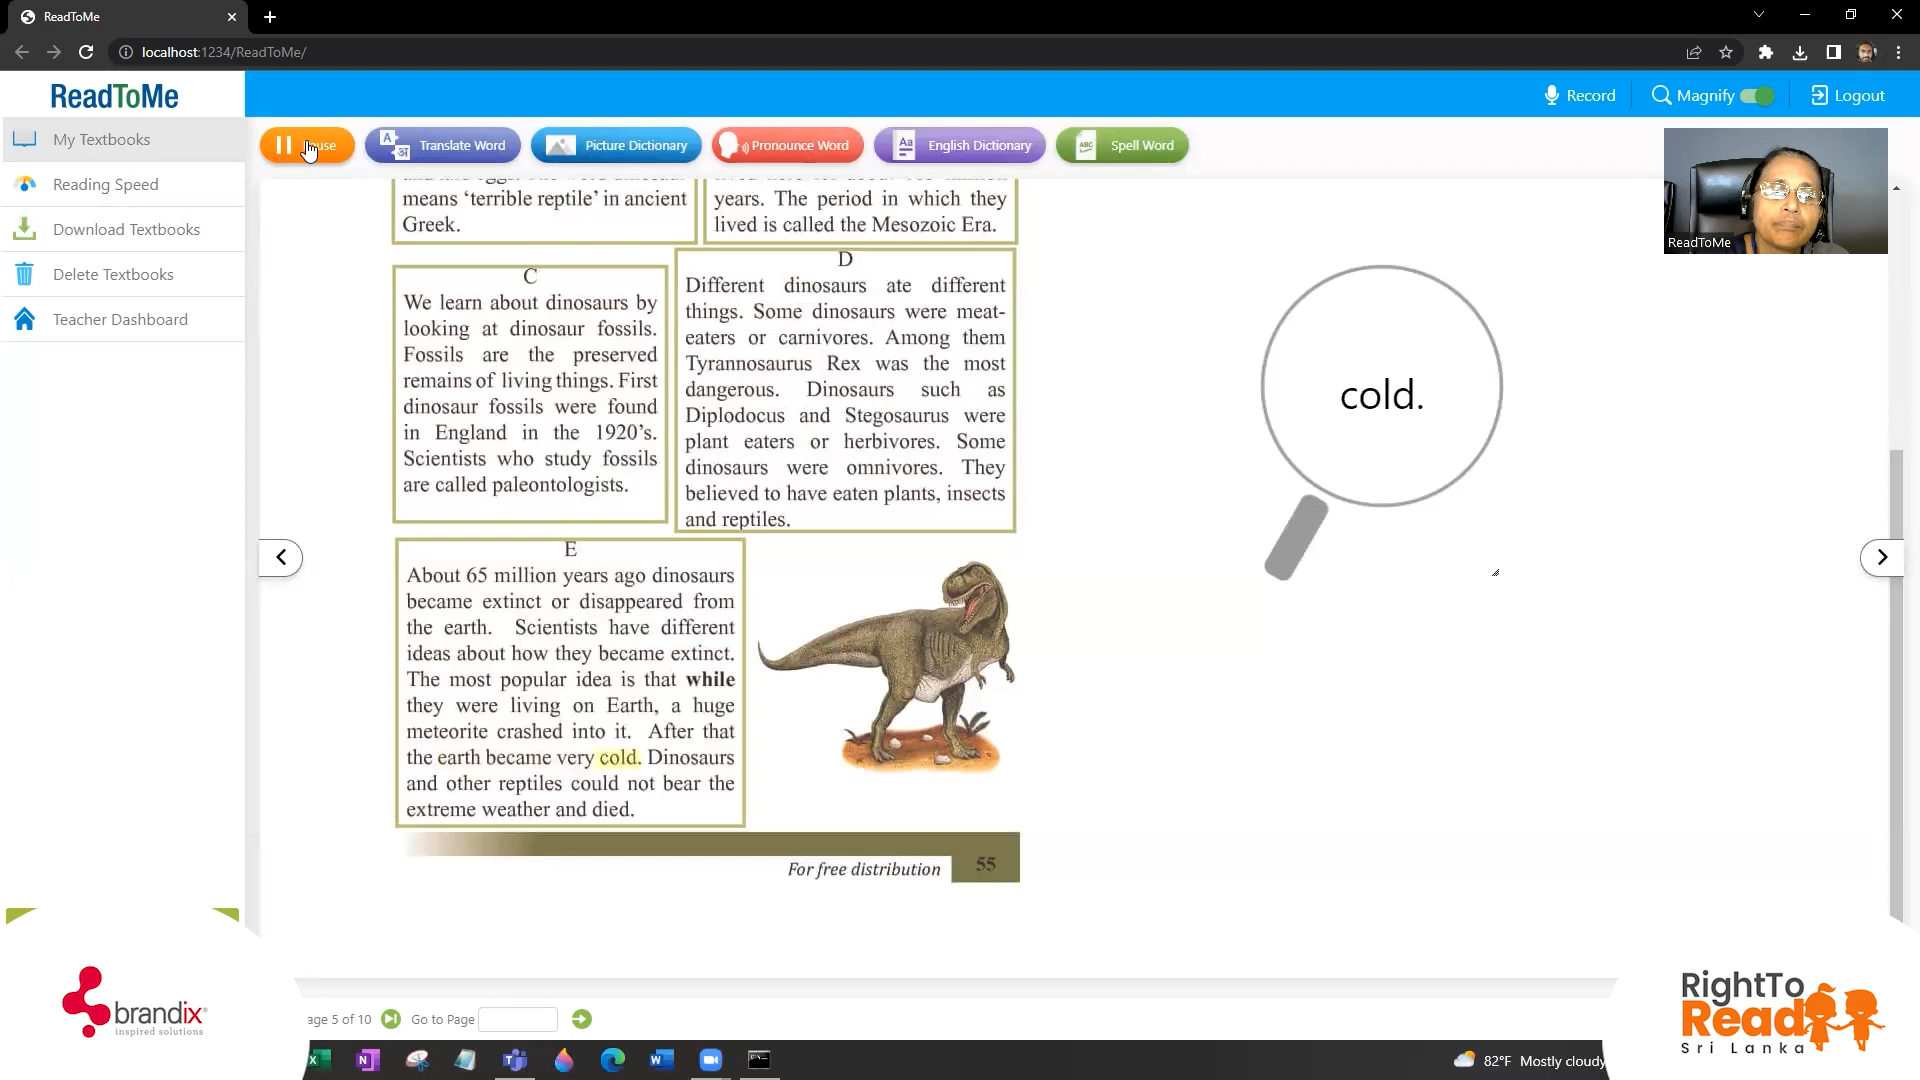 ReadToMe
localhost:1234/ReadToMe/
ReadToMe
Record
Magnify
Logout
My Textbooks
Reading Speed
Download Textbooks
Delete Textbooks
Teacher Dashboard
Translate Word
Picture Dictionary
Pronounce Word
Aa
English Dictionary
ABC
Spell Word
ReadToMe
means ‘terrible reptile’ in ancient
Greek.
years. The period in which they
lived is called the Mesozoic Era.
C
We learn about dinosaurs by
looking at dinosaur fossils.
Fossils are the preserved
remains of living things. First
dinosaur fossils were found
in England in the 1920’s.
Scientists who study fossils
are called paleontologists.
D
Different dinosaurs ate different
things. Some dinosaurs were meat-
eaters or carnivores. Among them
Tyrannosaurus Rex was the most
dangerous. Dinosaurs such as
Diplodocus and Stegosaurus were
plant eaters or herbivores. Some
dinosaurs were omnivores. They
believed to have eaten plants, insects
and reptiles.
E
About 65 million years ago dinosaurs
became extinct or disappeared from
the earth. Scientists have different
ideas about how they became extinct.
The most popular idea is that while
they were living on Earth, a huge
meteorite crashed into it. After that
the earth became very cold. Dinosaurs
and other reptiles could not bear the
extreme weather and died.
For free distribution 55
cold.
age 5 of 10
Go to Page
brandix
inspired solutions
RightTo
Read
Sri Lanka
82°F Mostly cloudy